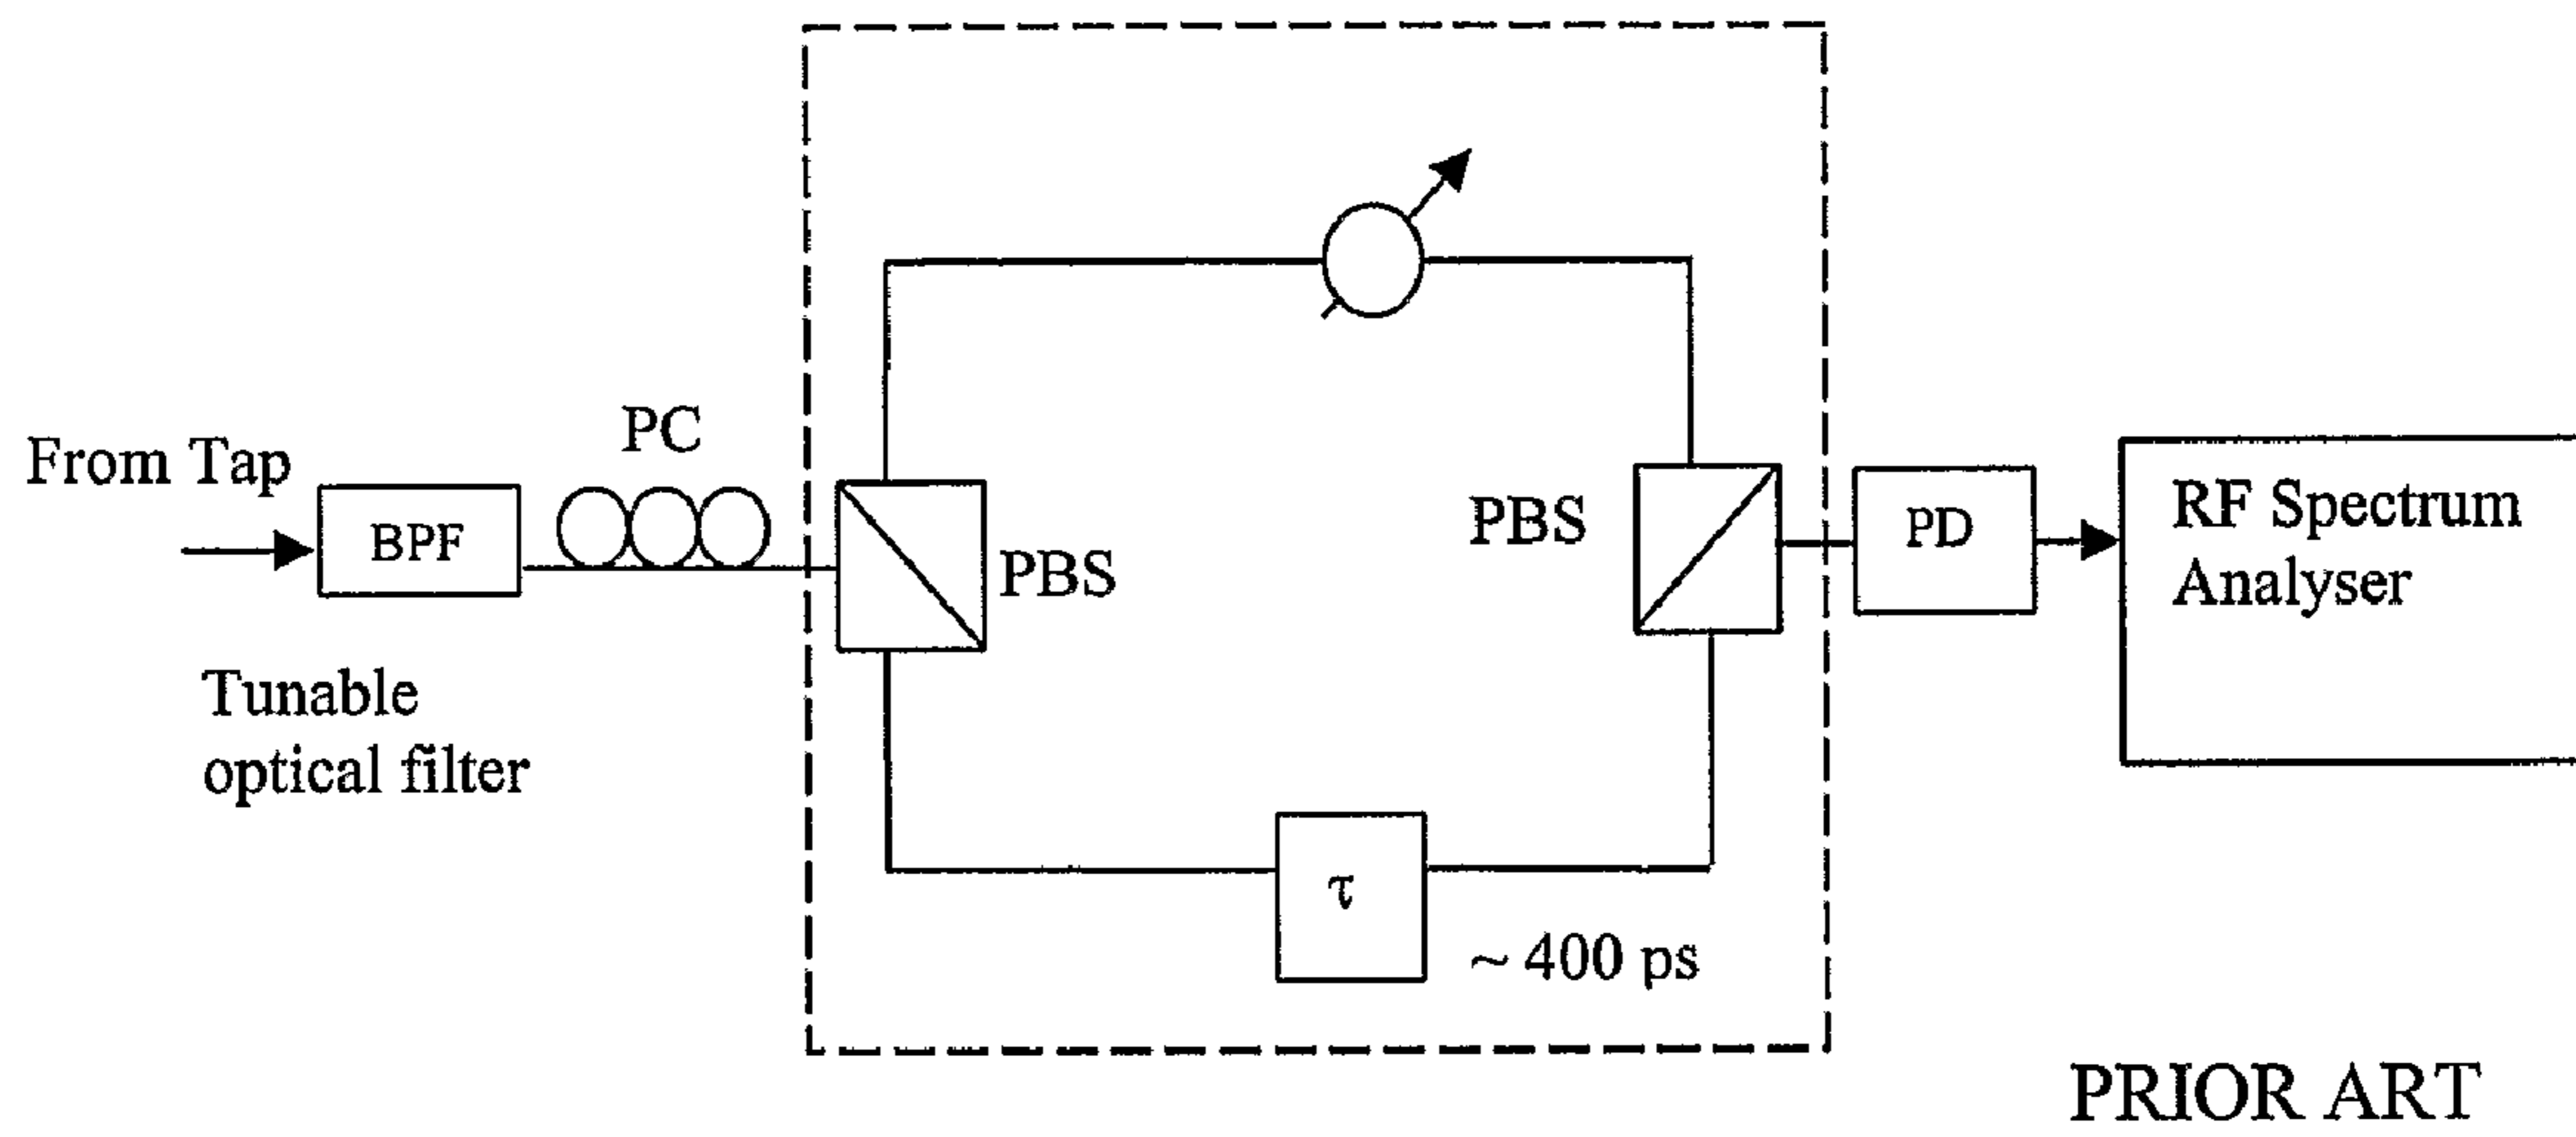 From Tap
BPF
PC
Tunable
optical filter
PBS
PBS
PD
RF Spectrum
Analyser
τ
~ 400 ps
PRIOR ART